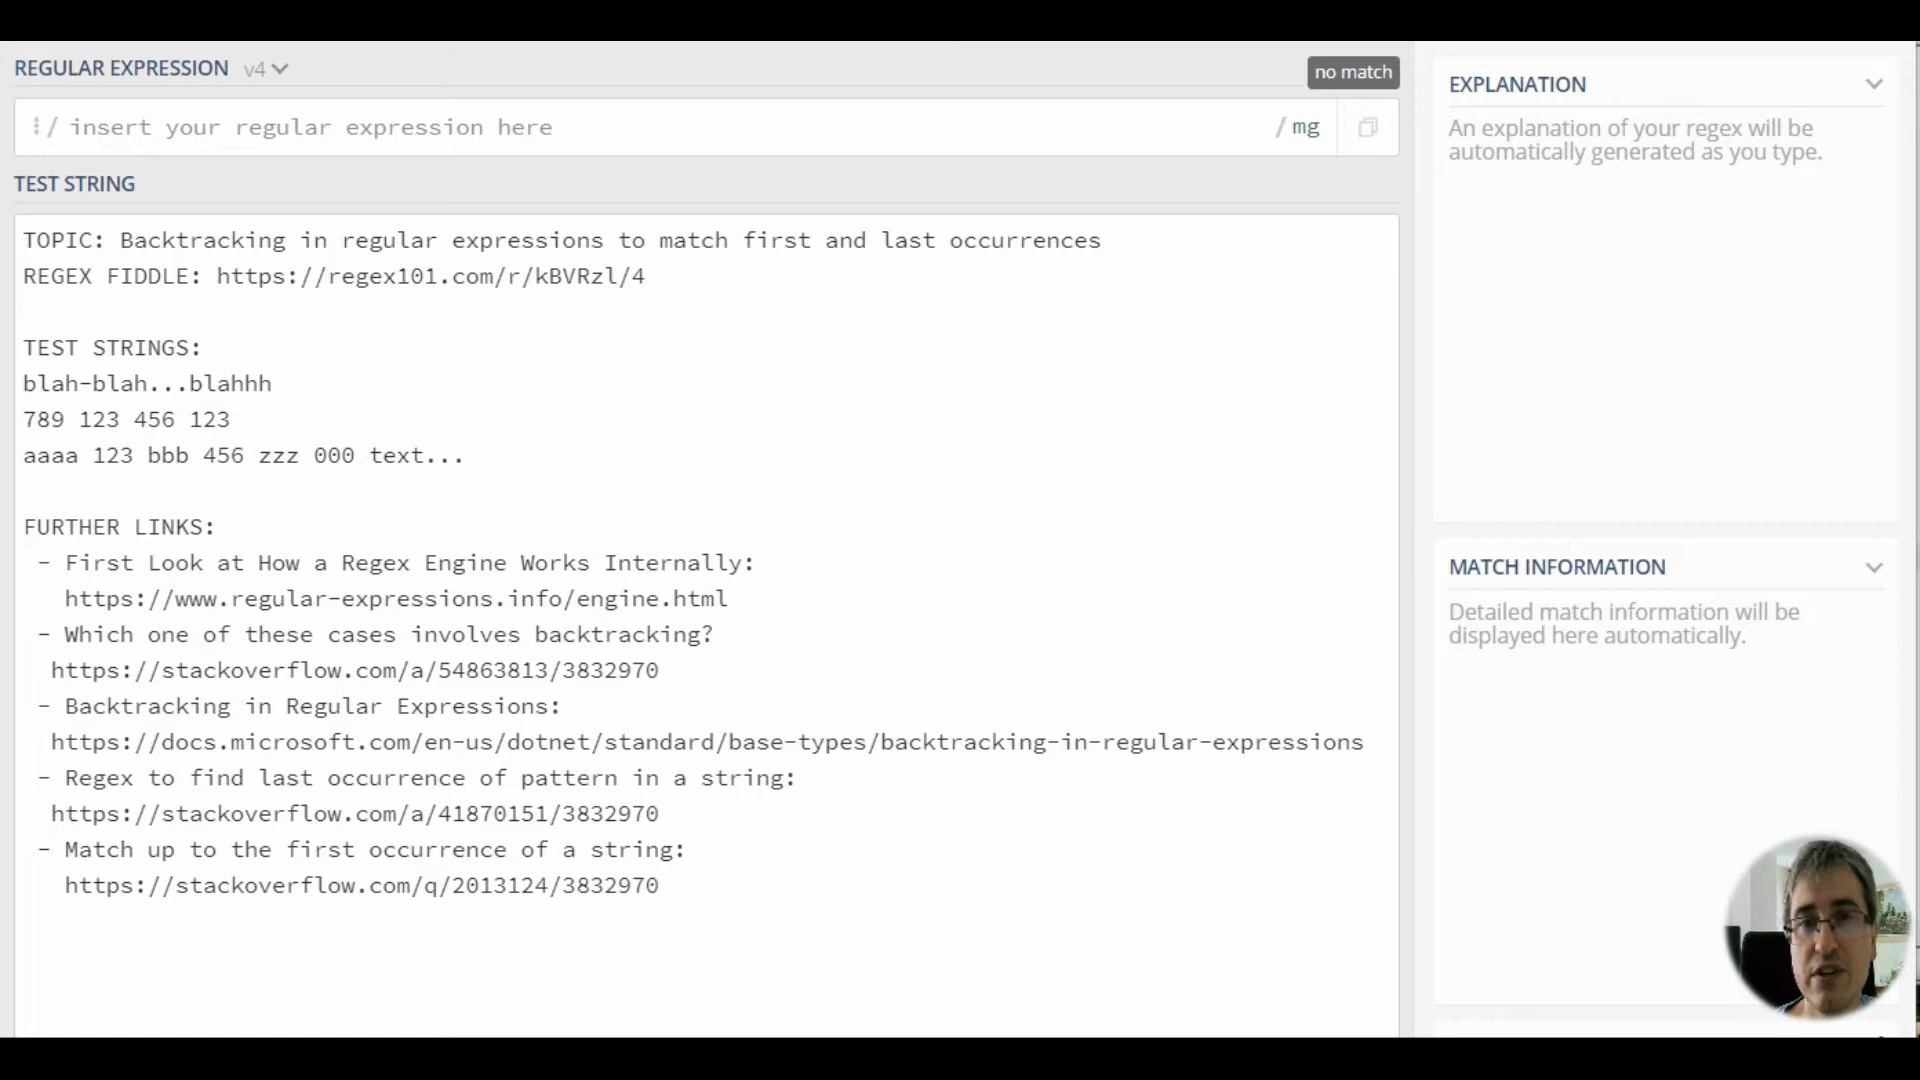 REGULAR EXPRESSION v4
no match
/ insert your regular expression here / mg
TEST STRING
TOPIC: Backtracking in regular expressions to match first and last occurrences
REGEX FIDDLE: https://regex101.com/r/kBVRzl/4
TEST STRINGS:
blah-blah...blahhh
789 123 456 123
aaaa 123 bbb 456 zzz 000 text...
FURTHER LINKS:
- First Look at How a Regex Engine Works Internally:
https://www.regular-expressions.info/engine.html
- Which one of these cases involves backtracking?
https://stackoverflow.com/a/54863813/3832970
- Backtracking in Regular Expressions:
https://docs.microsoft.com/en-us/dotnet/standard/base-types/backtracking-in-regular-expressions
- Regex to find last occurrence of pattern in a string:
https://stackoverflow.com/a/41870151/3832970
- Match up to the first occurrence of a string:
https://stackoverflow.com/q/2013124/3832970
EXPLANATION
An explanation of your regex will be
automatically generated as you type.
MATCH INFORMATION
Detailed match information will be
displayed here automatically.